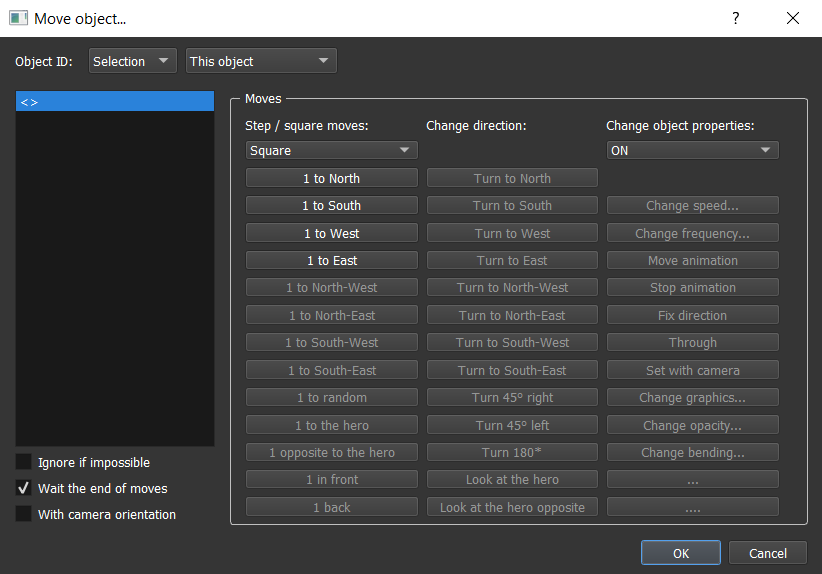 Move object...
?
Object ID: Selection This object
<>
Moves
Step / square moves: Change direction: Change object properties:
Square ON
1 to North Turn to North
1 to South Turn to South Change speed...
1 to West Turn to West Change frequency...
1 to East Turn to East Move animation
1 to North-West Turn to North-West Stop animation
1 to North-East Turn to North-East Fix direction
1 to South-West Turn to South-West Through
1 to South-East Turn to South-East Set with camera
1 to random Turn 45° right Change graphics...
1 to the hero Turn 45° left Change opacity...
1 opposite to the hero Turn 180* Change bending...
1 in front Look at the hero ...
1 back Look at the hero opposite ....
Ignore if impossible
Wait the end of moves
With camera orientation
OK Cancel